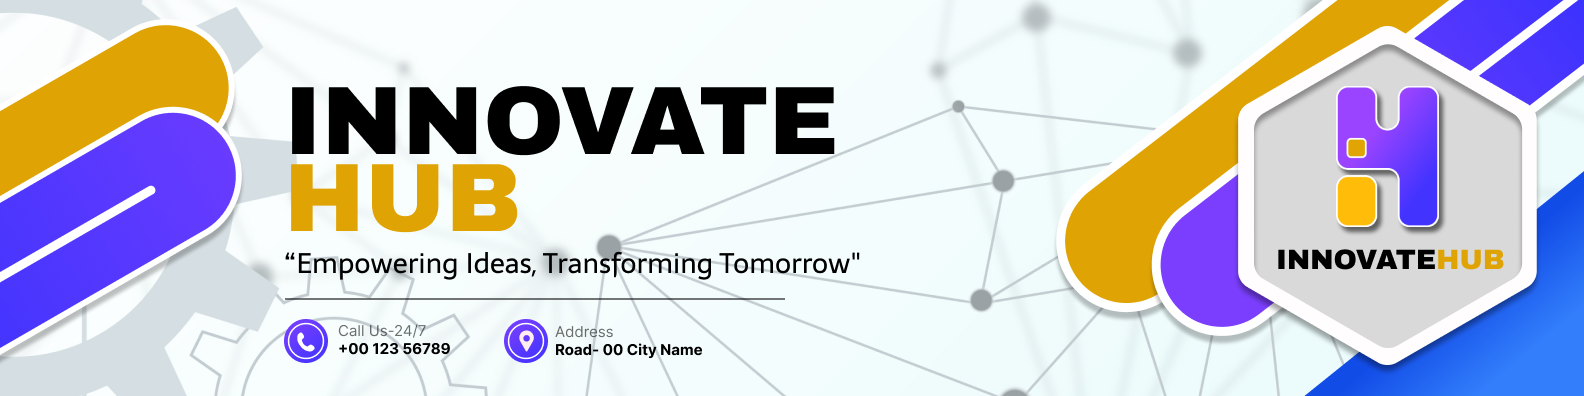 INNOVATE
HUB
“Empowering Ideas, Transforming Tomorrow"
Call Us-24/7
+00 123 56789
Address
Road- 00 City Name
INNOVATEHUB